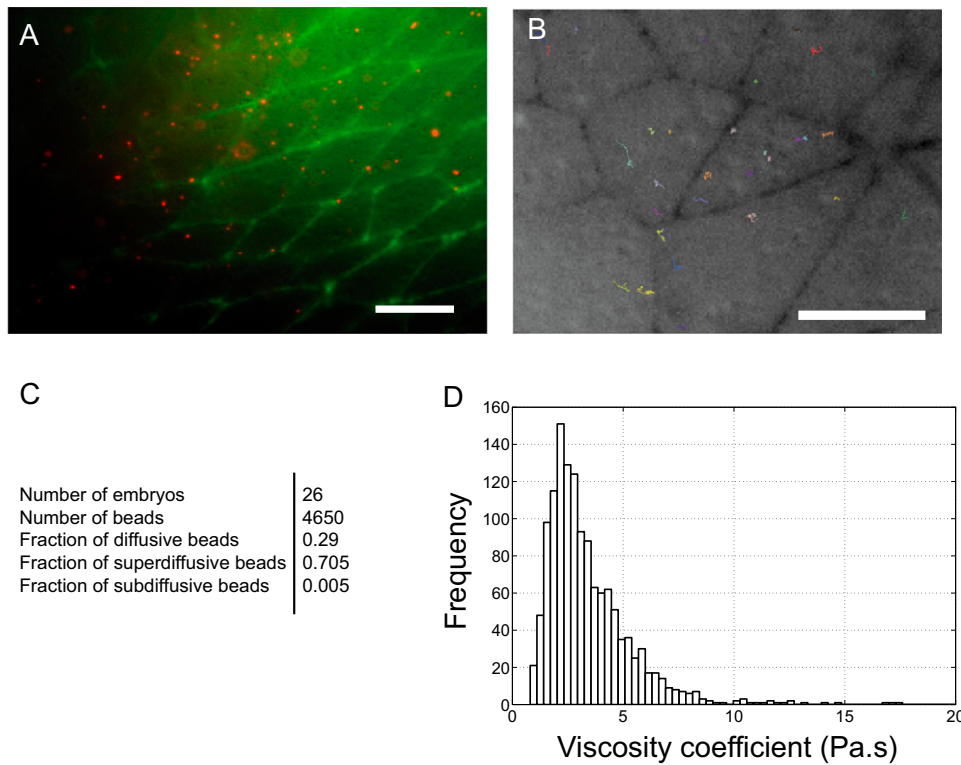 A
B
C
Number of embryos 26
Number of beads 4650
Fraction of diffusive beads 0.29
Fraction of superdiffusive beads 0.705
Fraction of subdiffusive beads 0.005
D
160
140
120
100
80
60
40
20
0
Frequency
0 5 10 15 20
Viscosity coefficient (Pa.s)